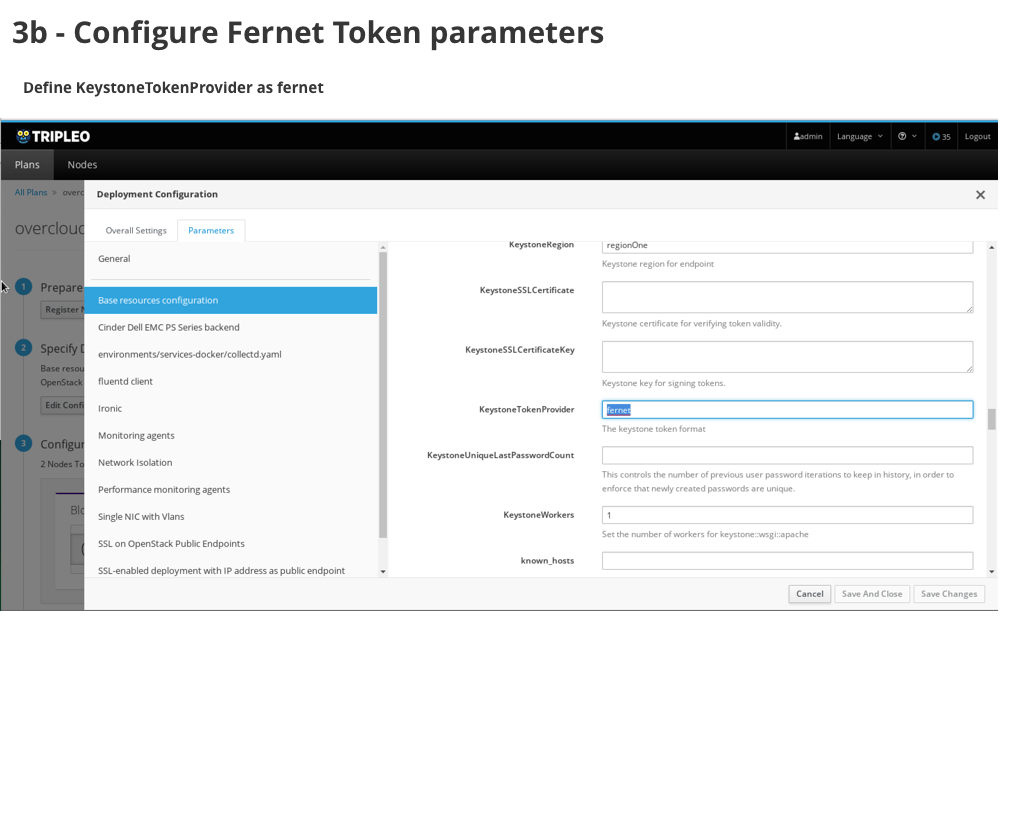 3b - Configure Fernet Token parameters
Define KeystoneTokenProvider as fernet
TRIPLEO
admin
Language
35
Logout
Plans
Nodes
All Plans » overc
Deployment Configuration
overclou
Overall Settings
Parameters
General
Base resources configuration
Cinder Dell EMC PS Series backend
environments/services-docker/collectd.yaml
fluentd client
Ironic
Monitoring agents
Network Isolation
Performance monitoring agents
Single NIC with Vlans
SSL on OpenStack Public Endpoints
SSL-enabled deployment with IP address as public endpoint
1 Prepare
Register N
2 Specify D
Base resou
OpenStack
Edit Confi
3 Configur
2 Nodes To
Blo
KeystoneRegion
regionOne
Keystone region for endpoint
KeystoneSSLCertificate
Keystone certificate for verifying token validity.
KeystoneSSLCertificateKey
Keystone key for signing tokens.
KeystoneTokenProvider
fernet
The keystone token format
KeystoneUniqueLastPasswordCount
This controls the number of previous user password iterations to keep in history, in order to
enforce that newly created passwords are unique.
KeystoneWorkers
1
Set the number of workers for keystone::wsgi::apache
known_hosts
Cancel
Save And Close
Save Changes